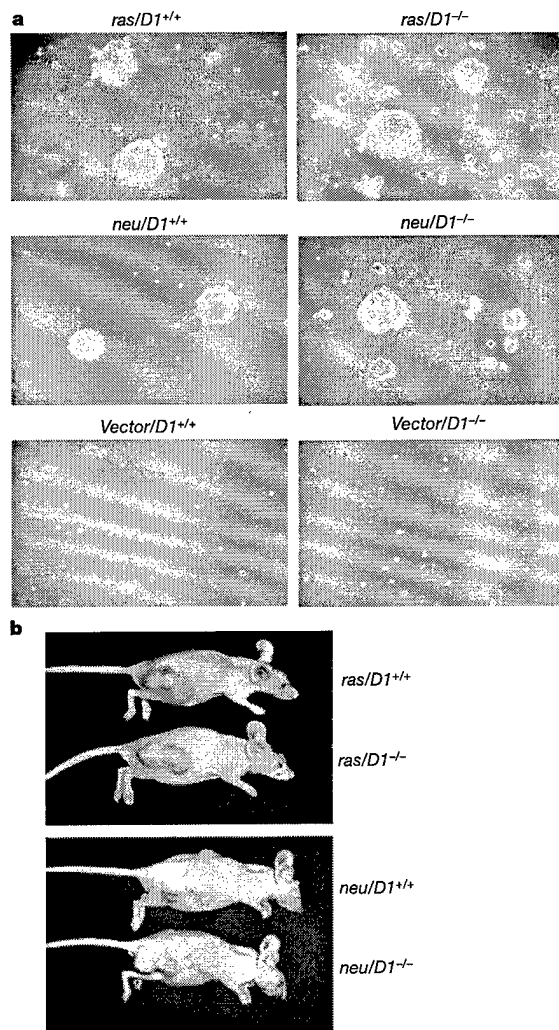 a
ras/D1+/+
ras/D1-/-
neu/D1+/+
neu/D1-/-
Vector/D1+/+
Vector/D1-/-
b
ras/D1+/+
ras/D1-/-
neu/D1+/+
neu/D1-/-